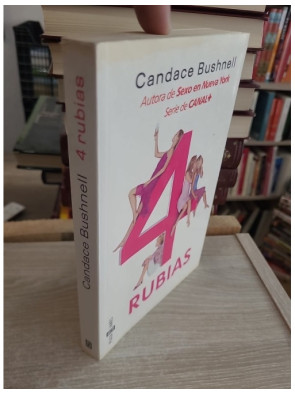 Candace Bushnell
Autora de Sexo en Nueva York
Serie de CANAL+
4
RUBIAS
Candace Bushnell 4 rubias